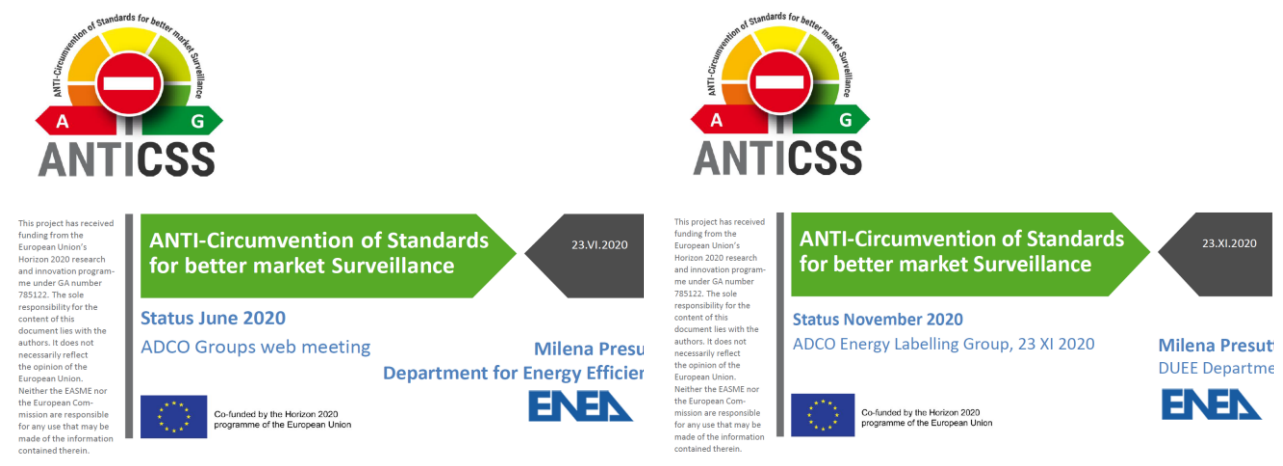 ANTI-Circumvention of Standards for better market Surveillance
A G
ANTICSS
This project has received
funding from the
European Union's
Horizon 2020 research
and innovation program-
me under GA number
785122. The sole
responsibility for the
content of this
document lies with the
authors. It does not
necessarily reflect
the opinion of the
European Union.
Neither the EASME nor
the European Com-
mission are responsible
for any use that may be
made of the information
contained therein.
ANTI-Circumvention of Standards
for better market Surveillance
23.VI.2020
Status June 2020
ADCO Groups web meeting
Milena Presu
Department for Energy Efficien
Co-funded by the Horizon 2020
programme of the European Union
ENEA
ANTI-Circumvention of Standards for better market Surveillance
A G
ANTICSS
This project has received
funding from the
European Union's
Horizon 2020 research
and innovation program-
me under GA number
785122. The sole
responsibility for the
content of this
document lies with the
authors. It does not
necessarily reflect
the opinion of the
European Union.
Neither the EASME nor
the European Com-
mission are responsible
for any use that may be
made of the information
contained therein.
ANTI-Circumvention of Standards
for better market Surveillance
23.XI.2020
Status November 2020
ADCO Energy Labelling Group, 23 XI 2020
Milena Presut
DUEE Departme
Co-funded by the Horizon 2020
programme of the European Union
ENEA